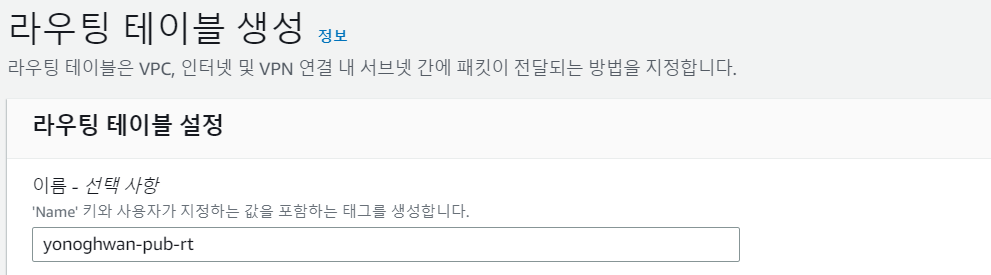 라우팅 테이블 생성 정보
라우팅 테이블은 VPC, 인터넷 및 VPN 연결 내 서브넷 간에 패킷이 전달되는 방법을 지정합니다.
라우팅 테이블 설정
이름 - 선택 사항
'Name' 키와 사용자가 지정하는 값을 포함하는 태그를 생성합니다.
yonoghwan-pub-rt